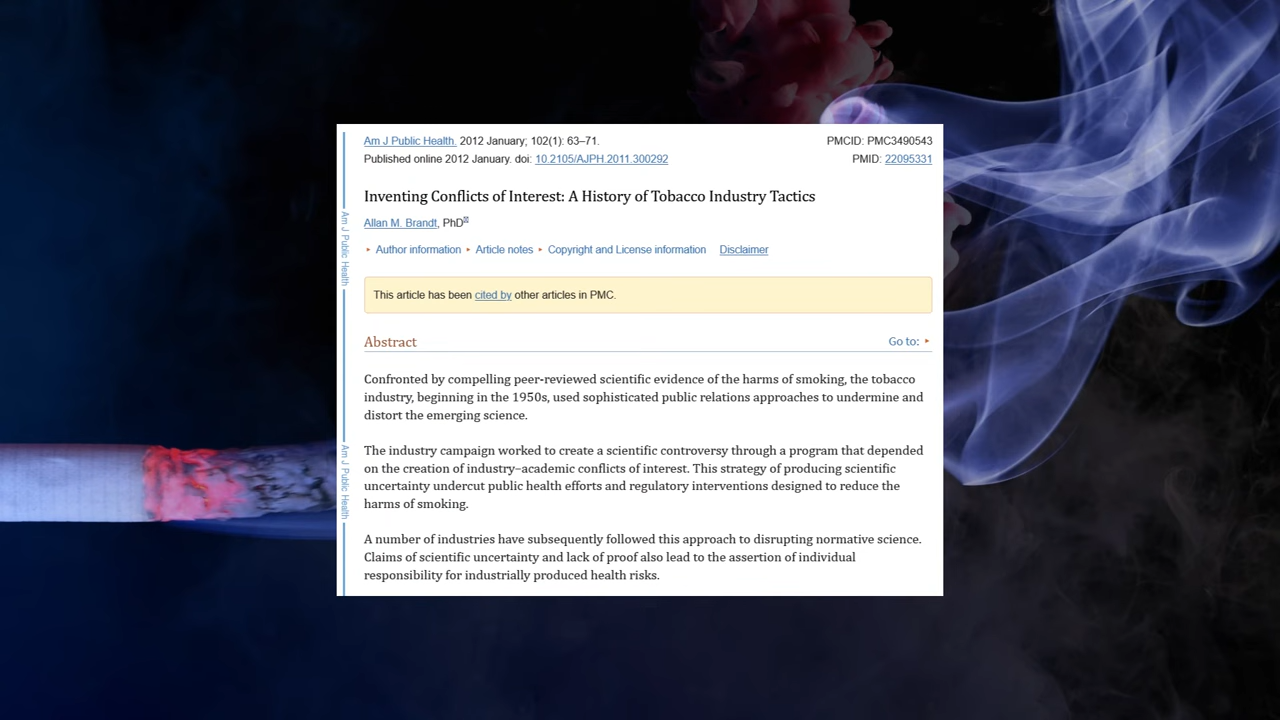 Am J Public Health. 2012 January; 102(1): 63–71.
PMCID: PMC3490543
Published online 2012 January. doi: 10.2105/AJPH.2011.300292
PMID: 22095331
Inventing Conflicts of Interest: A History of Tobacco Industry Tactics
Allan M. Brandt, PhD
Author information
Article notes
Copyright and License information
Disclaimer
This article has been cited by other articles in PMC.
Abstract
Go to:
Confronted by compelling peer-reviewed scientific evidence of the harms of smoking, the tobacco
industry, beginning in the 1950s, used sophisticated public relations approaches to undermine and
distort the emerging science.
The industry campaign worked to create a scientific controversy through a program that depended
on the creation of industry–academic conflicts of interest. This strategy of producing scientific
uncertainty undercut public health efforts and regulatory interventions designed to reduce the
harms of smoking.
A number of industries have subsequently followed this approach to disrupting normative science.
Claims of scientific uncertainty and lack of proof also lead to the assertion of individual
responsibility for industrially produced health risks.
Am J Public Health
Am J Public Health